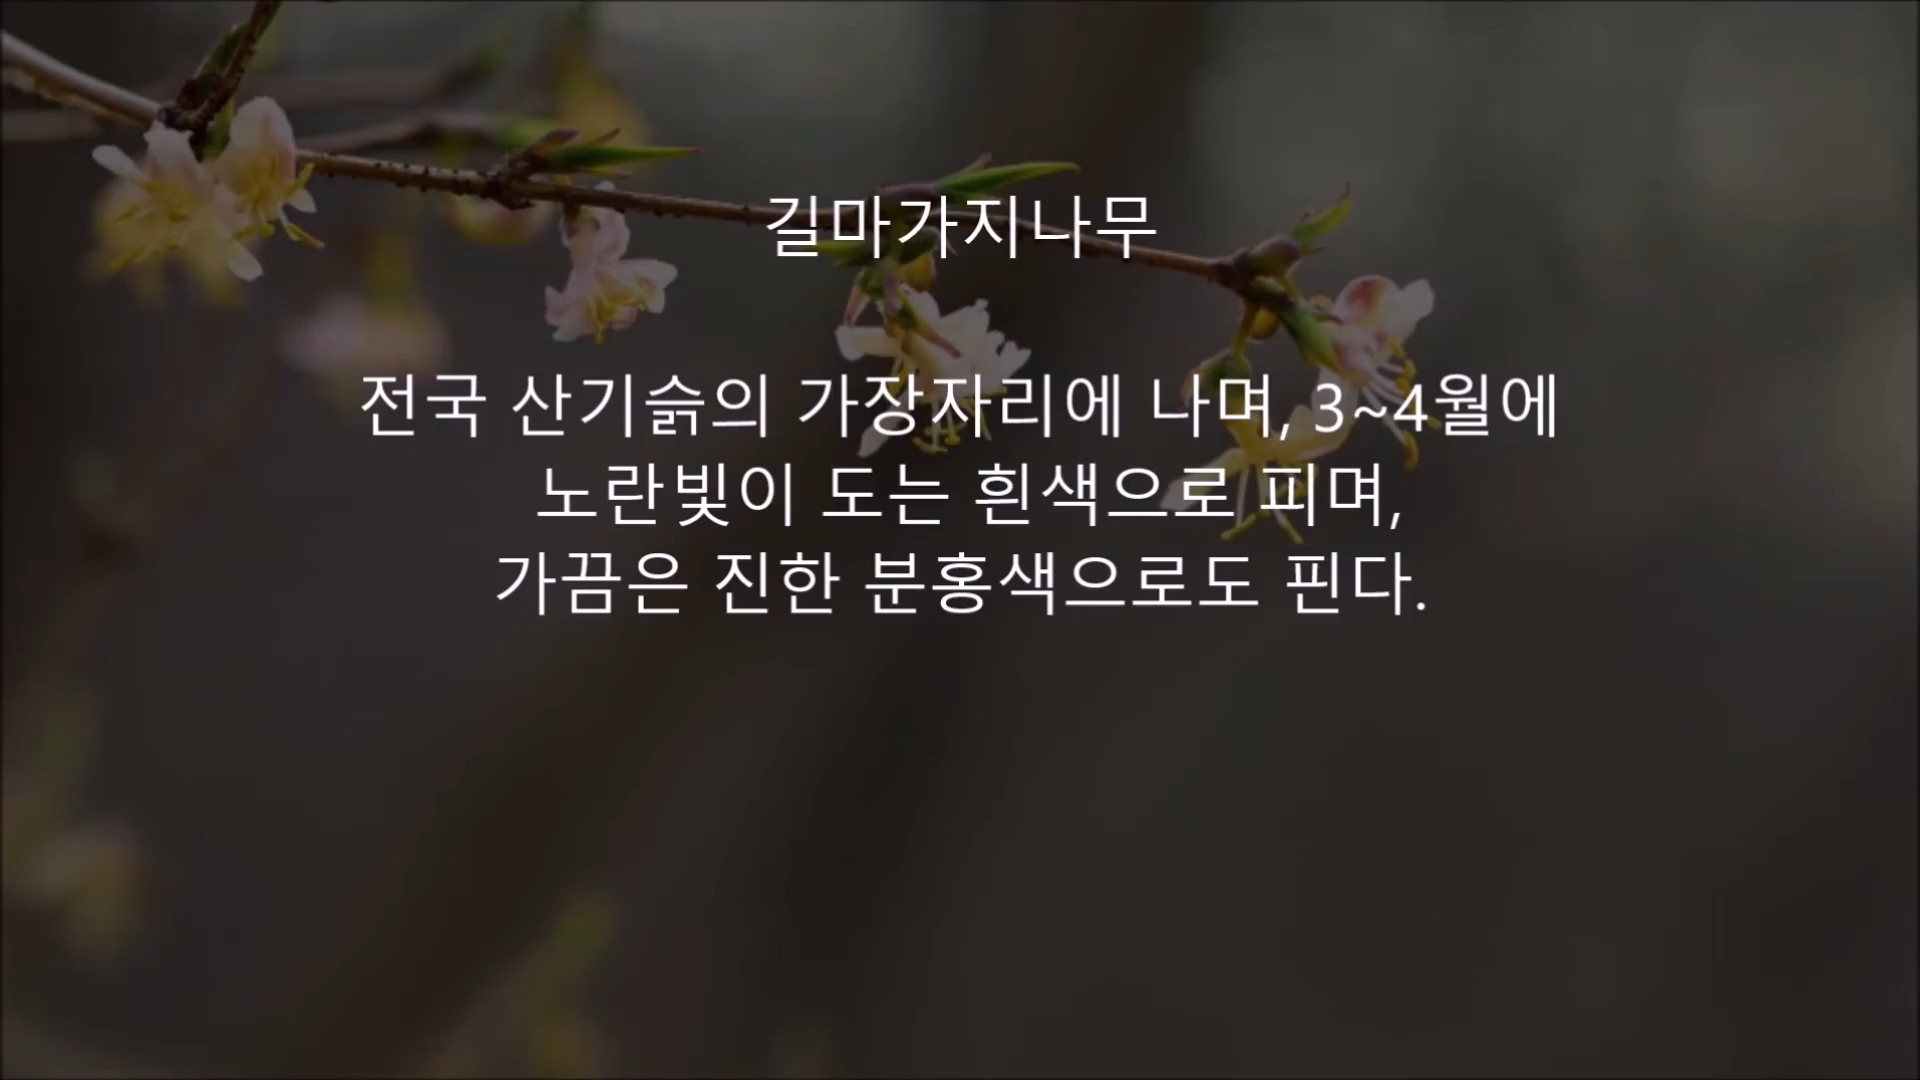 길마가지나무
전국 산기슭의 가장자리에 나며, 3~4월에
노란빛이 도는 흰색으로 피며,
가끔은 진한 분홍색으로도 핀다.